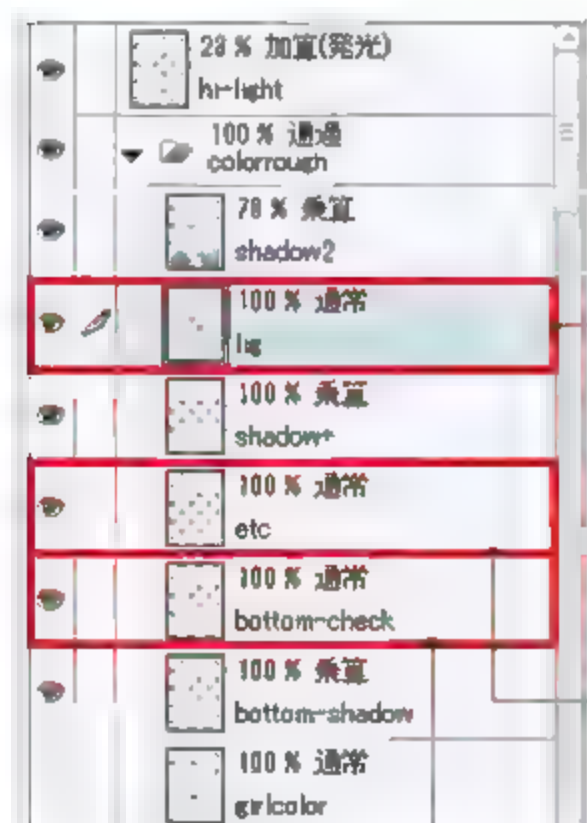 28 % 加算(発光)
hi-light
100 % 通過
colorrough
78 % 乗算
shadow2
100 % 通常
100 % 乗算
shadow+
100 % 通常
etc
100 % 通常
bottom-check
100 % 乗算
bottom-shadow
100 % 通常
girlcolor